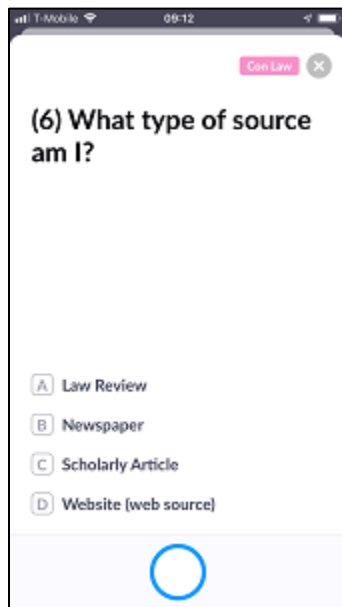 T-Mobile 09:12
Con Law
(6) What type of source
am I?
A Law Review
B Newspaper
C Scholarly Article
D Website (web source)